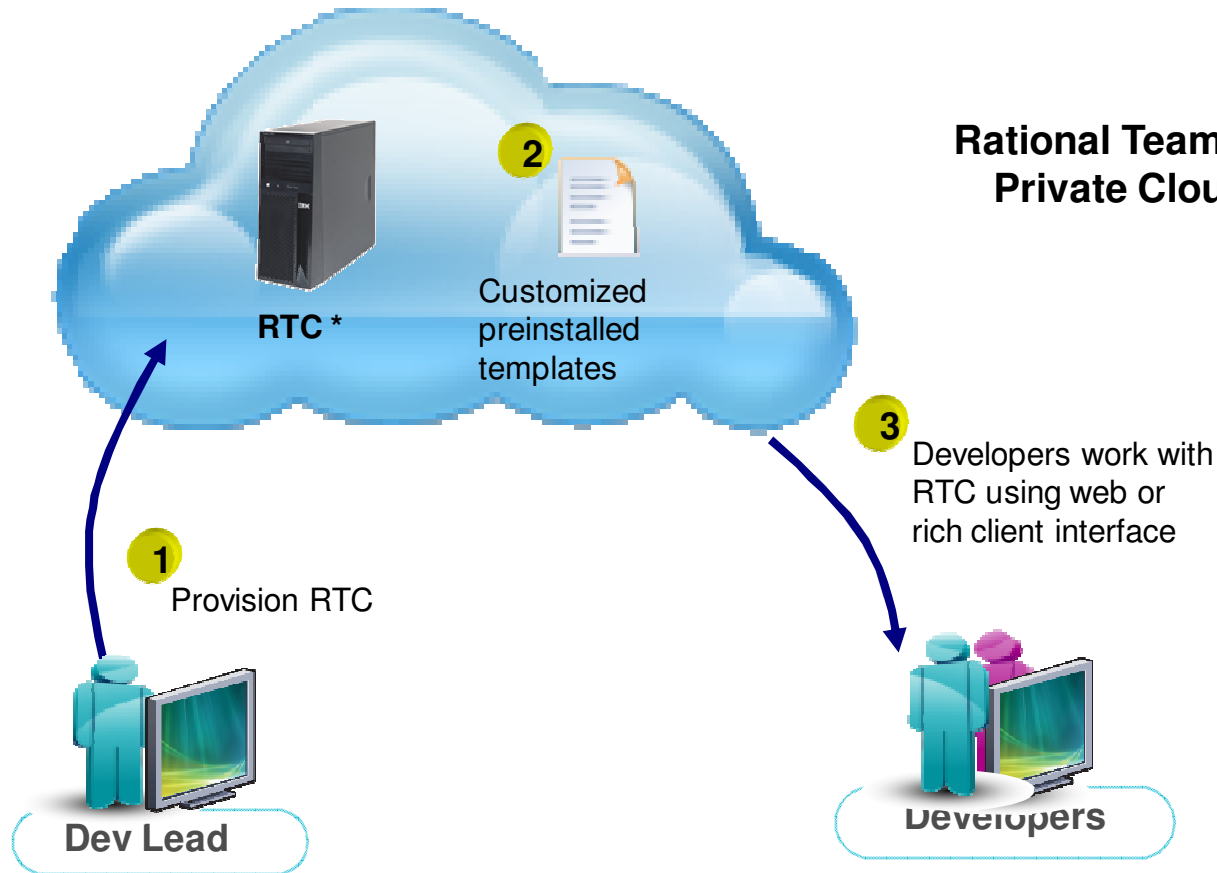 Rational Team
Private Clou
2
Customized
preinstalled
templates
RTC *
3
Developers work with
RTC using web or
rich client interface
1
Provision RTC
Dev Lead
Developers